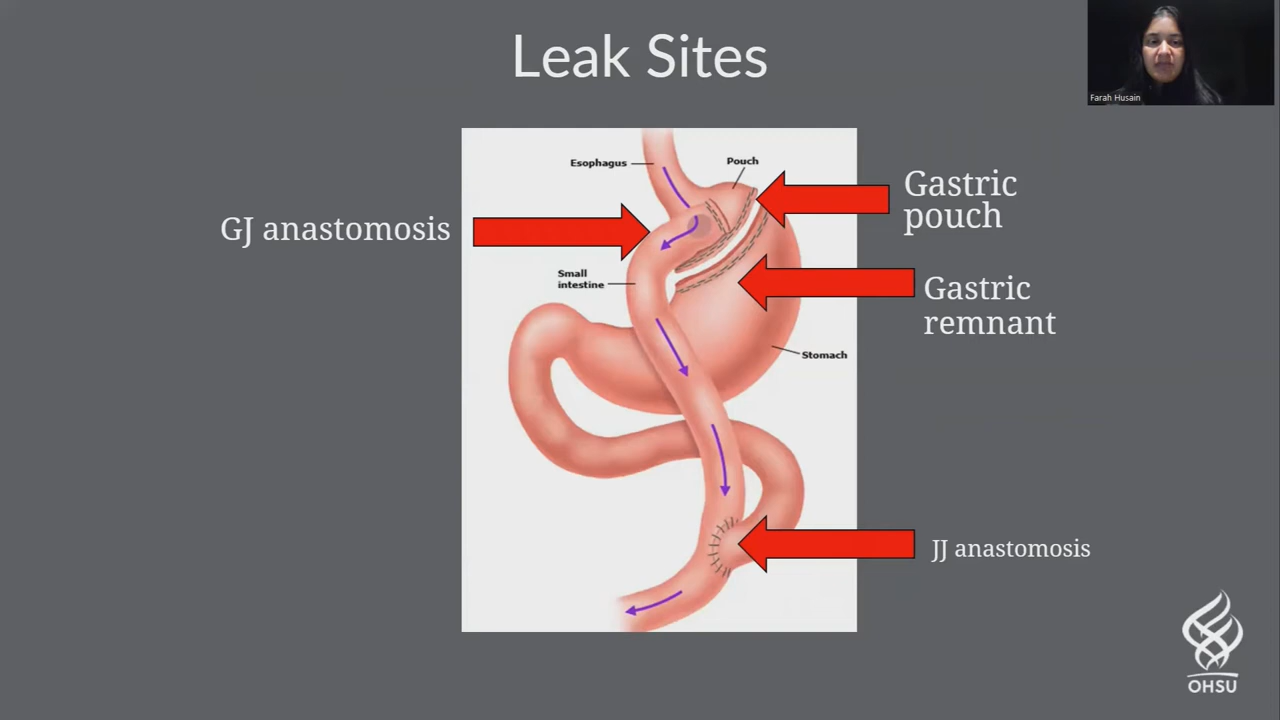 Leak Sites
Farah Husain
Esophagus
Pouch
Gastric
pouch
GJ anastomosis
Small
intestine
Gastric
remnant
Stomach
JJ anastomosis
OHSU